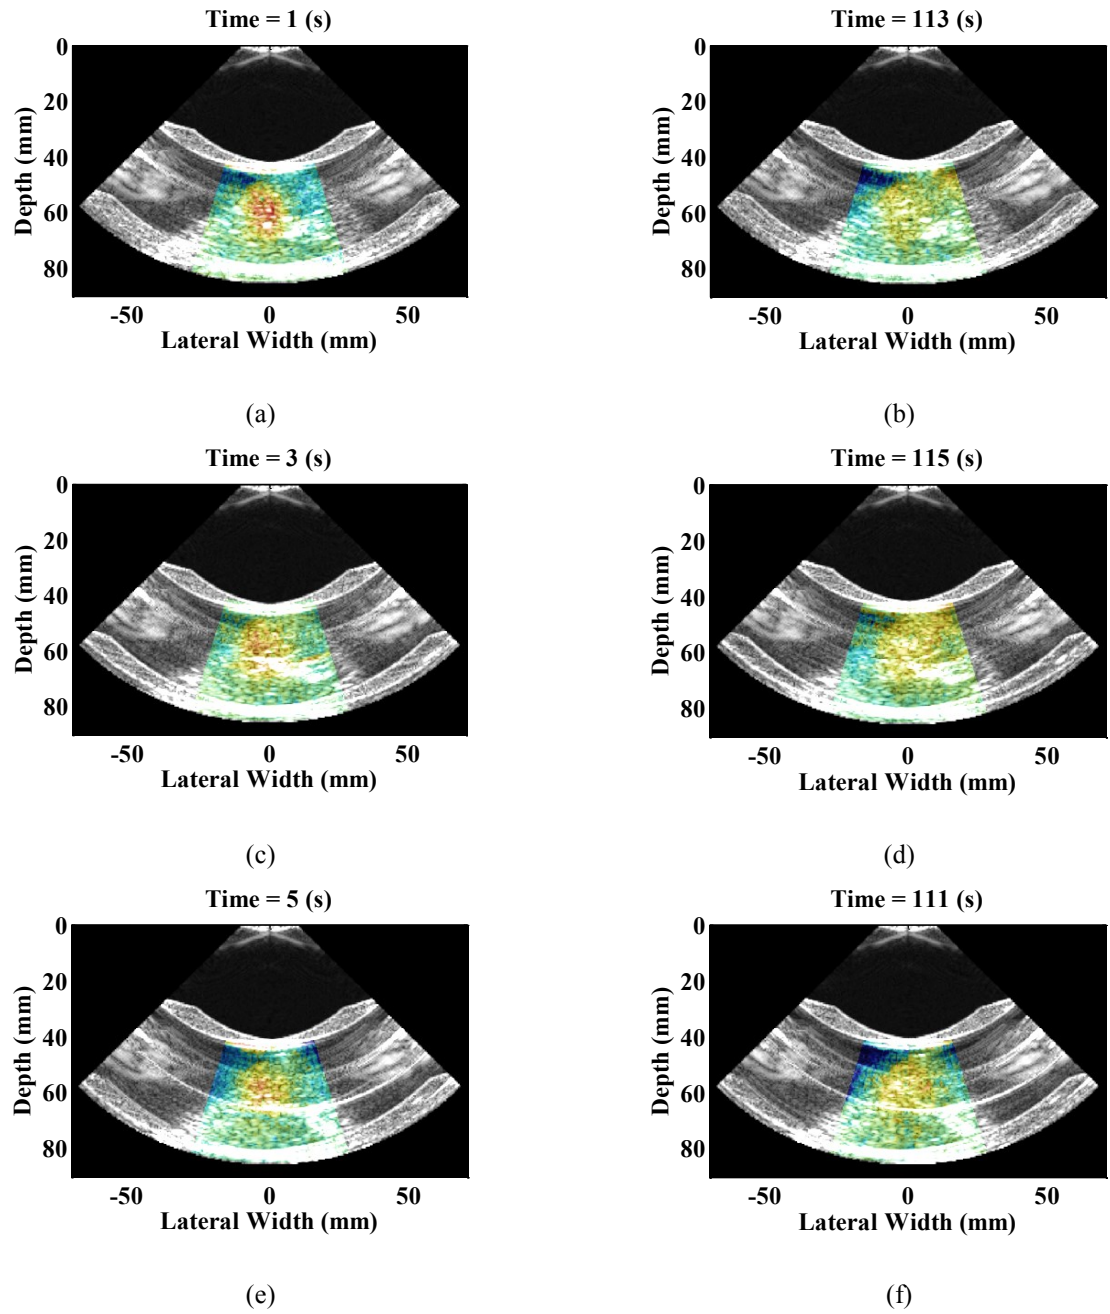 Time = 1 (s)
0
20
40
60
80
Depth (mm)
-50 0 50
Lateral Width (mm)
(a)
Time = 113 (s)
0
20
40
60
80
Depth (mm)
-50 0 50
Lateral Width (mm)
(b)
Time = 3 (s)
0
20
40
60
80
Depth (mm)
-50 0 50
Lateral Width (mm)
(c)
Time = 115 (s)
0
20
40
60
80
Depth (mm)
-50 0 50
Lateral Width (mm)
(d)
Time = 5 (s)
0
20
40
60
80
Depth (mm)
-50 0 50
Lateral Width (mm)
(e)
Time = 111 (s)
0
20
40
60
80
Depth (mm)
-50 0 50
Lateral Width (mm)
(f)